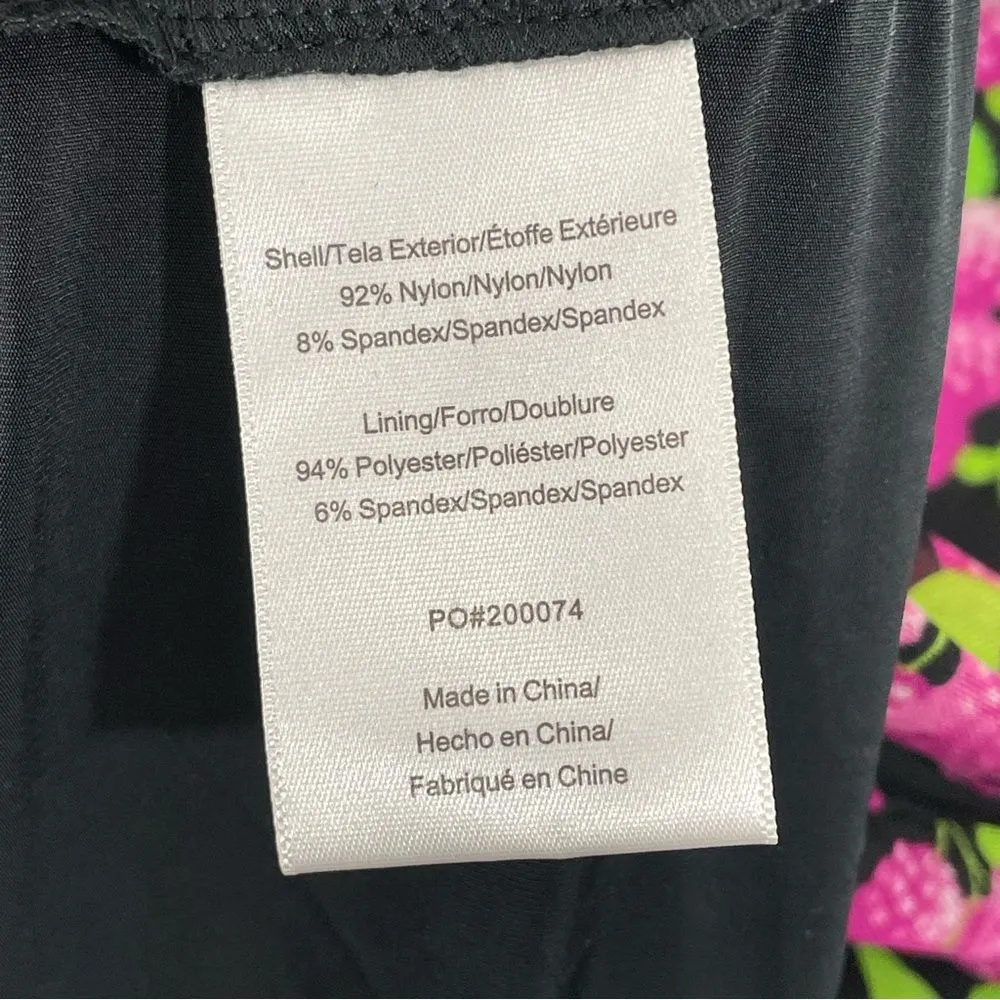 Shell/Tela Exterior/Étoffe Extérieure
92% Nylon/Nylon/Nylon
8% Spandex/Spandex/Spandex
Lining/Forro/Doublure
94% Polyester/Poliéster/Polyester
6% Spandex/Spandex/Spandex
PO#200074
Made in China/
Hecho en China/
Fabriqué en Chine